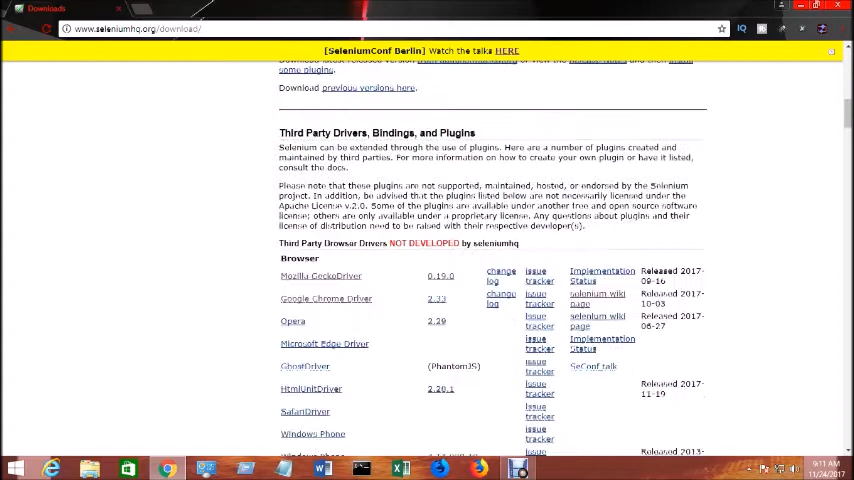 Downloads
www.seleniumhq.org/download/
IQ
[SeleniumConf Berlin] Watch the talks HERE
some plugins.
Download previous versions here.
Third Party Drivers, Bindings, and Plugins
Selenium can be extended through the use of plugins. Here are a number of plugins created and
maintained by third parties. For more information on how to create your own plugin or have it listed,
consult the docs.
Please note that these plugins are not supported, maintained, hosted, or endorsed by the Selenium
project. In addition, be advised that the plugins listed below are not necessarily licensed under the
Apache License v.2.0. Some of the plugins are available under another free and open source software
license; others are only available under a proprietary license. Any questions about plugins and their
license of distribution need to be raised with their respective developer(s).
Third Party Browser Drivers NOT DEVELOPED by seleniumhq
Browser
Mozilla GeckoDriver 0.19.0 change log issue tracker Implementation Status Released 2017-09-16
Google Chrome Driver 2.33 change log issue tracker selenium wiki page Released 2017-10-03
Opera 2.29 issue tracker selenium wiki page Released 2017-06-27
Microsoft Edge Driver issue tracker Implementation Status
GhostDriver (PhantomJS) issue tracker SeConf talk
HtmlUnitDriver 2.28.1 issue tracker Released 2017-11-19
SafariDriver issue tracker
Windows Phone issue tracker
Windows Phone issue Released 2013-
9:11 AM
11/24/2017